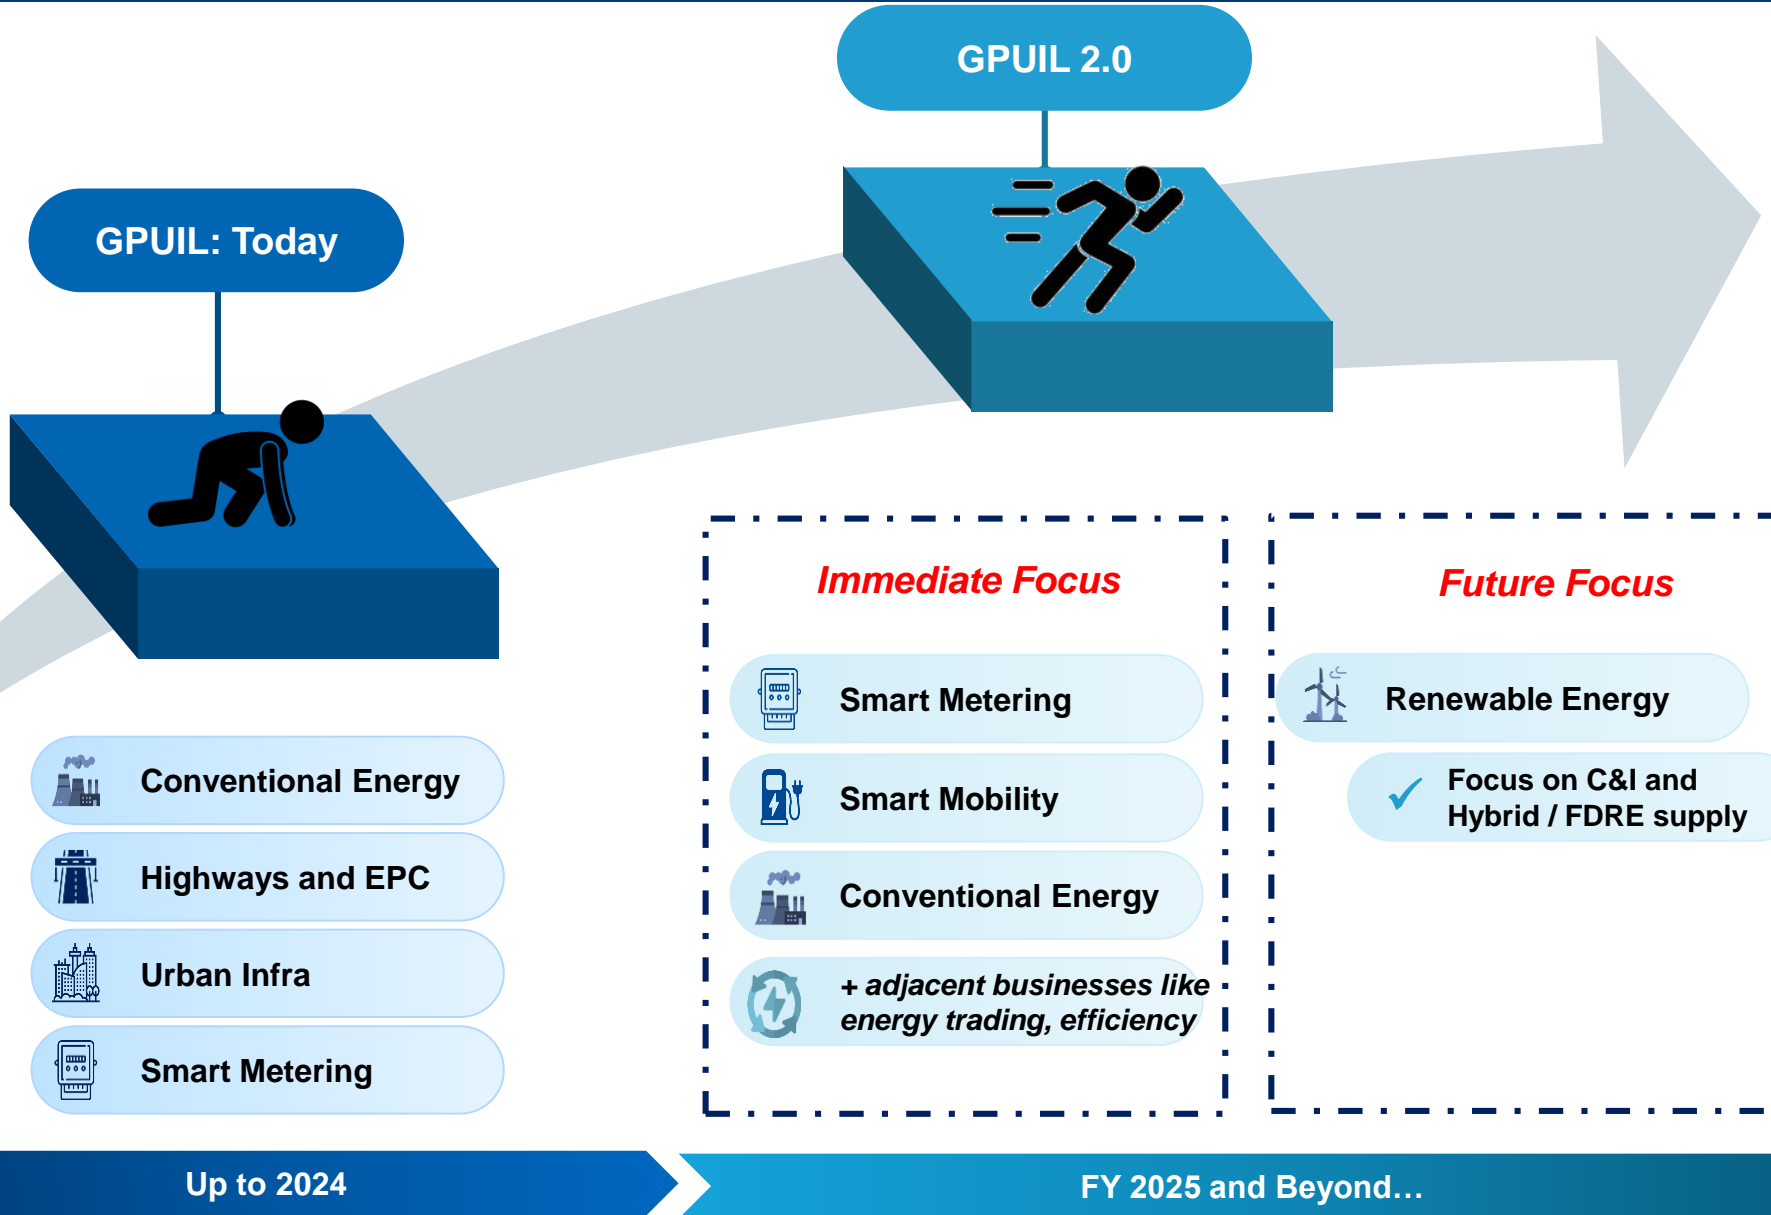 GPUIL 2.0
GPUIL: Today
Conventional Energy
Highways and EPC
Urban Infra
Smart Metering
Immediate Focus
Smart Metering
Smart Mobility
Conventional Energy
+ adjacent businesses like
energy trading, efficiency
Future Focus
Renewable Energy
Focus on C&I and
Hybrid / FDRE supply
Up to 2024
FY 2025 and Beyond…